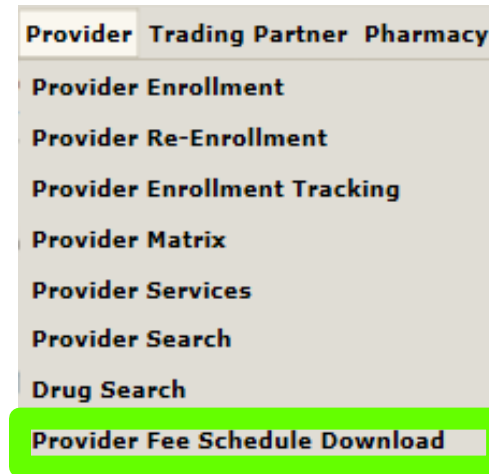 Provider Trading Partner Pharmacy
Provider Enrollment
Provider Re-Enrollment
Provider Enrollment Tracking
Provider Matrix
Provider Services
Provider Search
Drug Search
Provider Fee Schedule Download